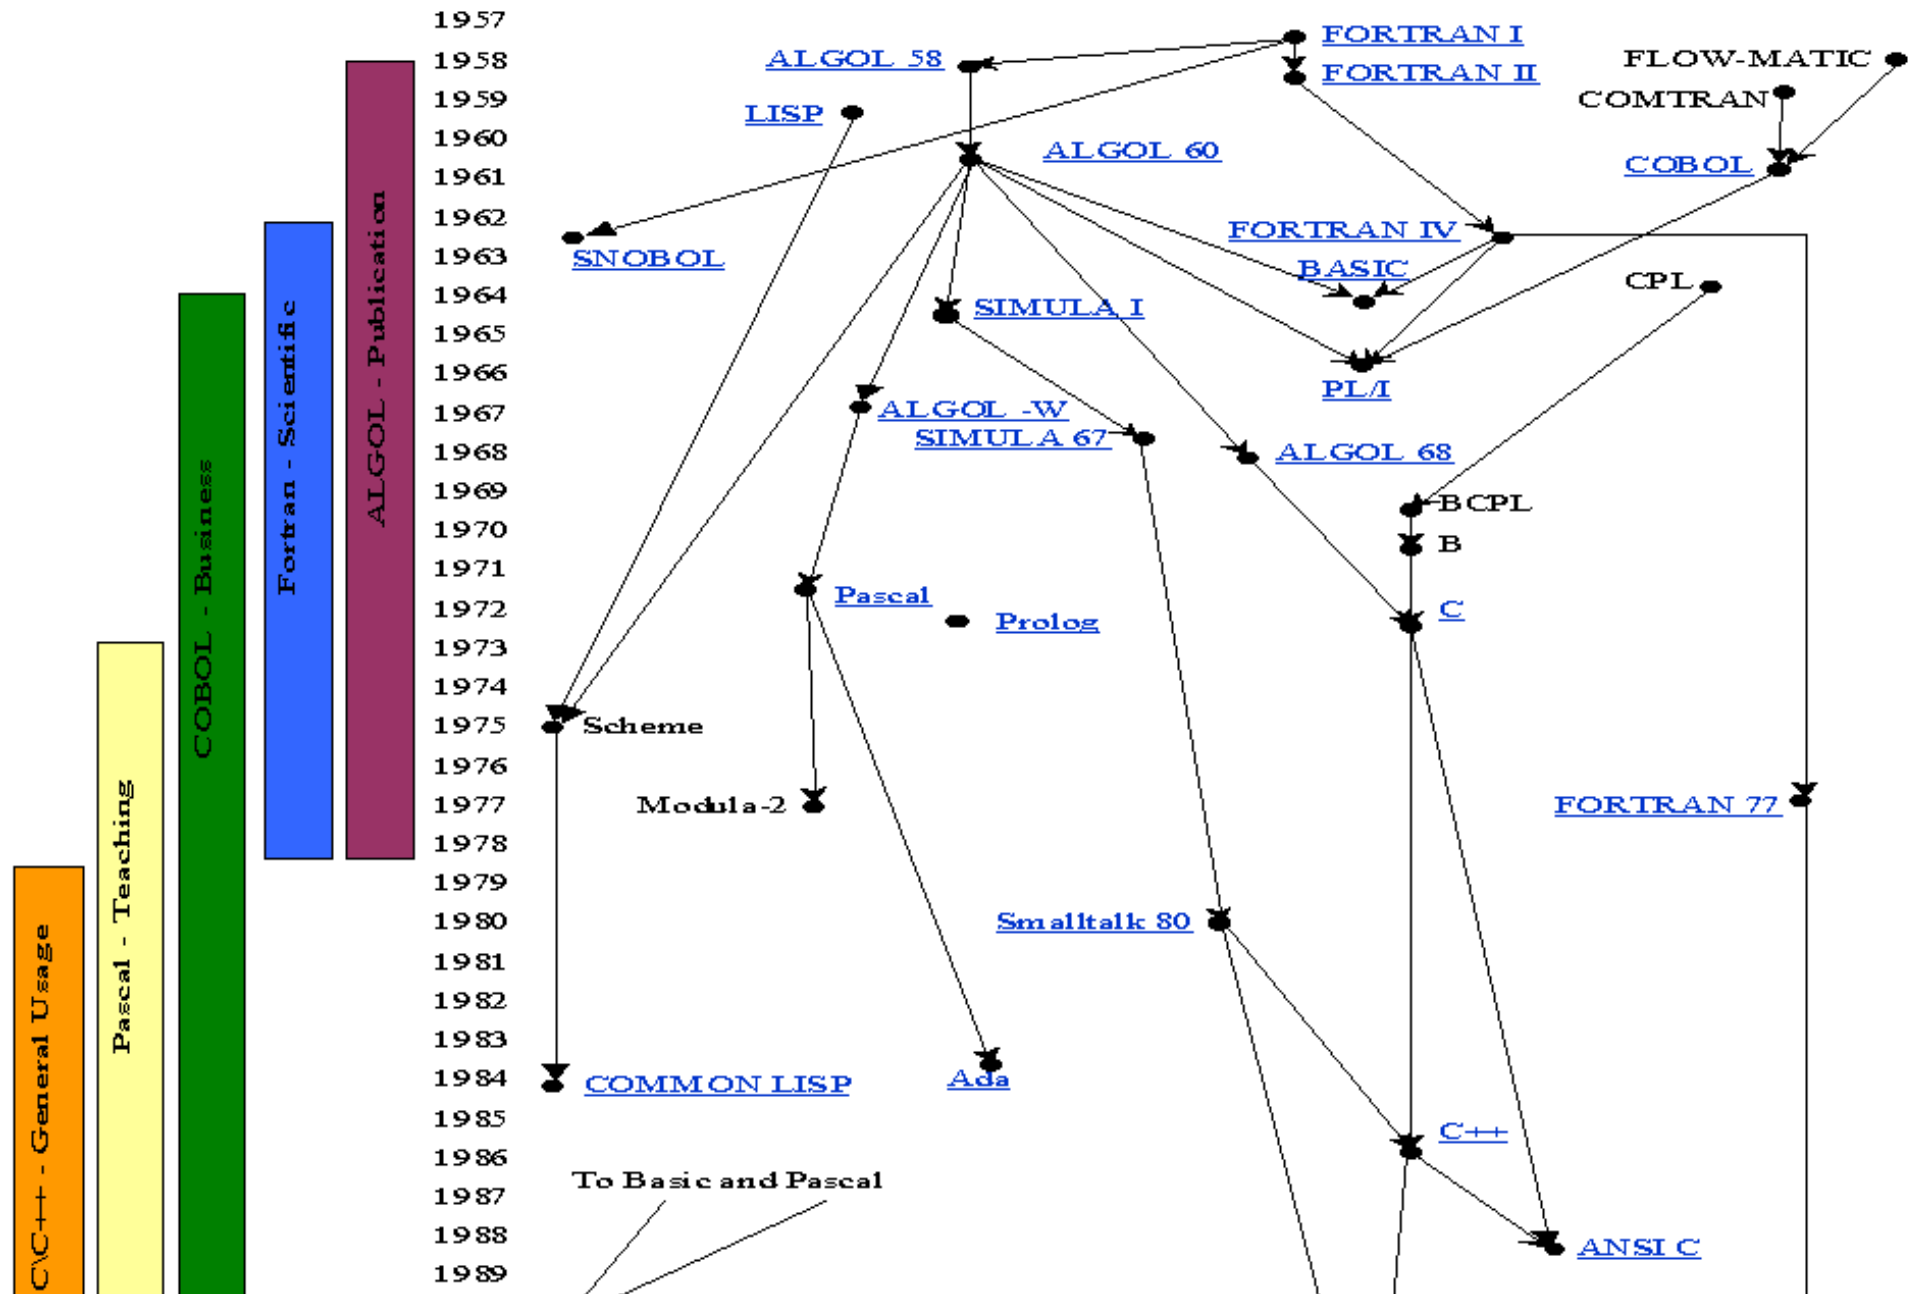 1957
FORTRAN I
ALGOL 58
FLOW-MATIC
1958
FORTRAN II
1959
COMTRAN
LISP
1960
ALGOL 60
COBOL
1961
1962
FORTRAN IV
SNOBOL
1963
BASIC
CPL
1964
SIMULA I
1965
1966
PL/I
1967
ALGOL -W
SIMULA 67
1968
ALGOL 68
1969
BCPL
1970
B
1971
Pascal
1972
C
Prolog
1973
1974
1975
Scheme
1976
1977
Modula-2
FORTRAN 77
1978
1979
1980
Smalltalk 80
1981
1982
1983
1984
COMMON LISP
Ada
1985
C++
1986
To Basic and Pascal
1987
1988
ANSI C
1989
C\C++ - General Usage
Pascal - Teaching
COBOL - Business
Fortran - Scientific
ALGOL - Publication